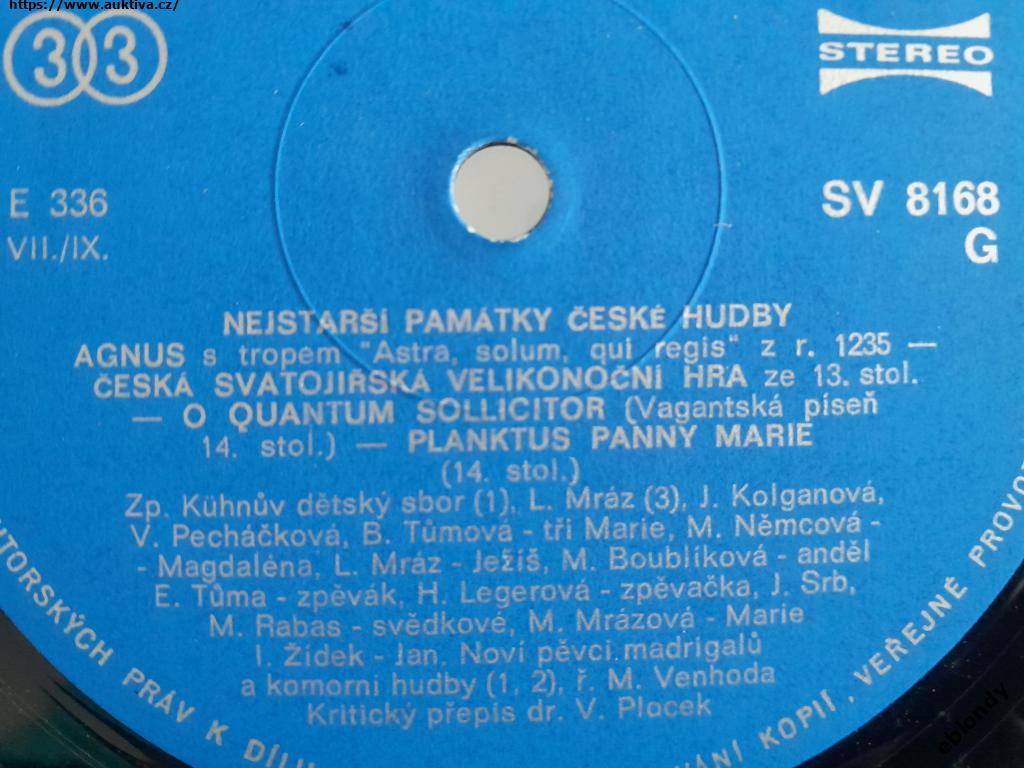 https://www.auktiva.cz/
33
STEREO
E 336
VII./IX.
SV 8168
G
NEJSTARŠÍ PAMÁTKY ČESKÉ HUDBY
AGNUS s tropem "Astra, solum, qui regis" z r. 1235 —
ČESKÁ SVATOJIŘSKÁ VELIKONOČNÍ HRA ze 13. stol.
— O QUANTUM SOLLICITOR (Vagantská píseň
14. stol.) — PLANKTUS PANNY MARIE
(14. stol.)
Zp. Kühnův dětský sbor (1), L. Mráz (3), J. Kolganová,
V. Pecháčková, B. Tůmová - tři Marie, M. Němcová -
- Magdaléna, L. Mráz - Ježíš, M. Boublíková - anděl
E. Tůma - zpěvák, H. Legerová - zpěvačka, J. Srb,
M. Rabas - svědkové, M. Mrázová - Marie
I. Žídek - Jan. Noví pěvci madrigalů
a komorní hudby (1, 2), ř. M. Venhoda
Kritický přepis dr. V. Plocek
UTORSKÝCH PRÁV K DÍLU
VÁNÍ KOPIÍ, VEŘEJNÉ PROVOZ
eblondy